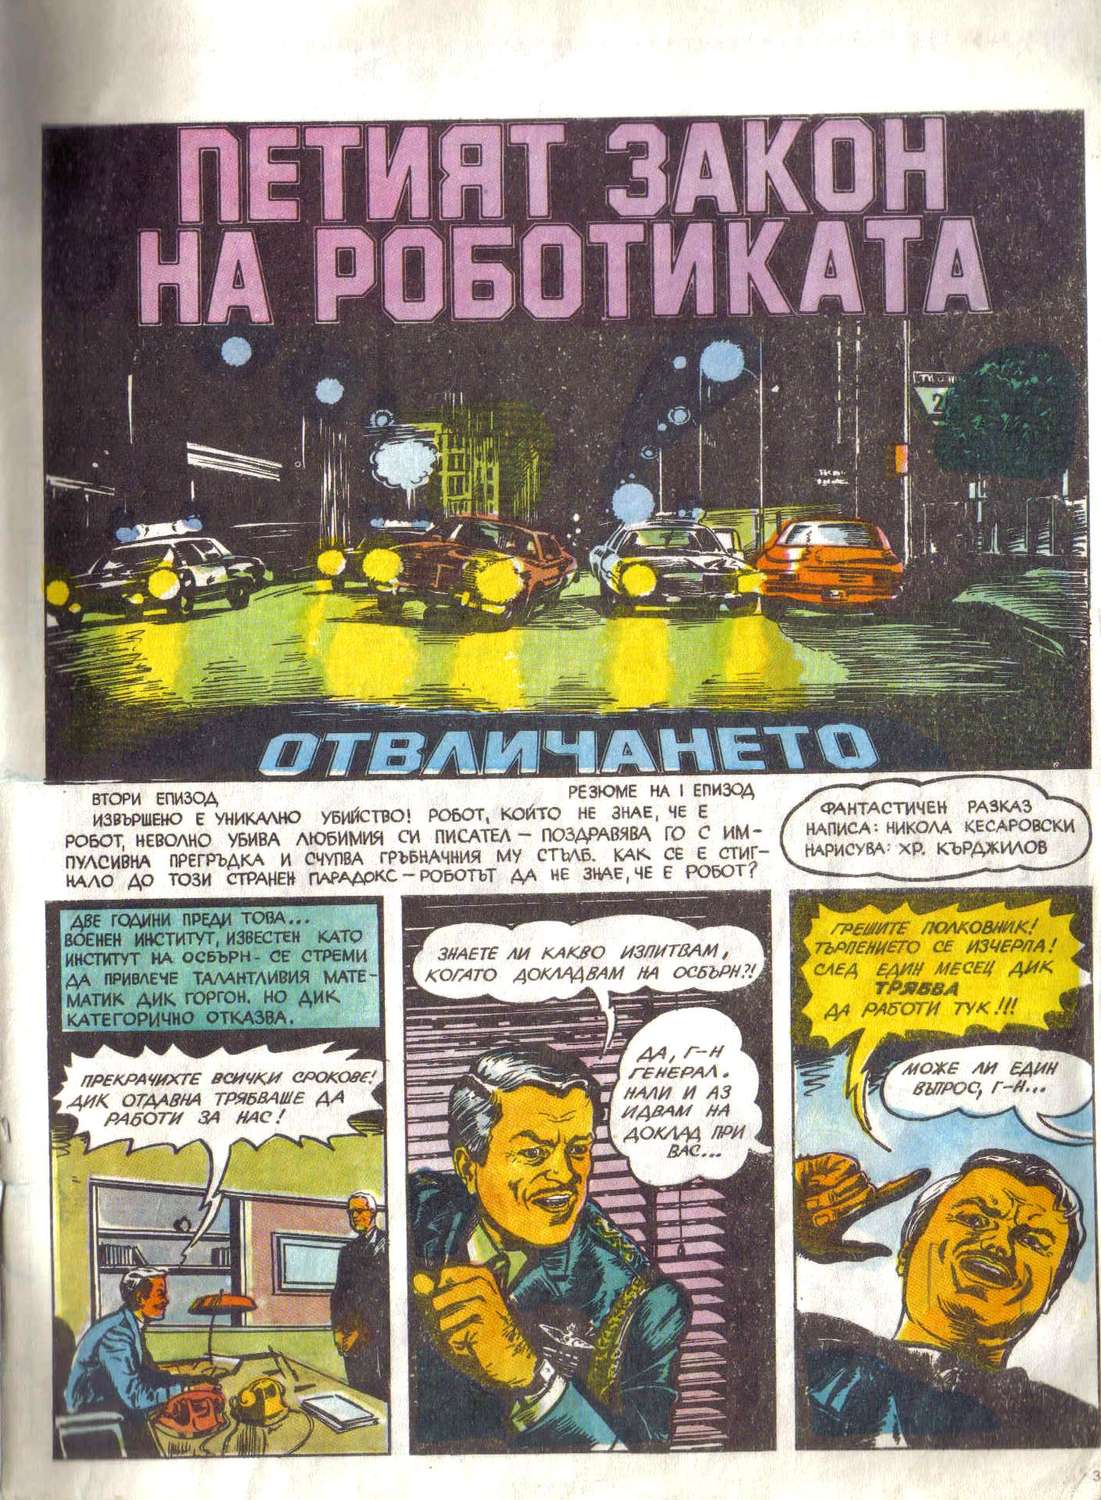 ПЕТИЯТ ЗАКОН
НА РОБОТИКАТА
2
ОТВЛИЧАНЕТО
ВТОРИ ЕПИЗОД
РЕЗЮМЕ НА I ЕПИЗОД
ИЗВЪРШЕНО Е УНИКАЛНО УБИЙСТВО! РОБОТ, КОЙТО НЕ ЗНАЕ, ЧЕ Е
РОБОТ, НЕВОЛНО УБИВА ЛЮБИМИЯ СИ ПИСАТЕЛ – ПОЗДРАВЯВА ГО С ИМ-
ПУЛСИВНА ПРЕГРЪДКА И СЧУПВА ГРЪБНАЧНИЯ МУ СТЪЛБ. КАК СЕ Е СТИГ-
НАЛО ДО ТОЗИ СТРАНЕН ПАРАДОКС – РОБОТЪТ ДА НЕ ЗНАЕ, ЧЕ Е РОБОТ?
ФАНТАСТИЧЕН РАЗКАЗ
НАПИСА: НИКОЛА КЕСАРОВСКИ
НАРИСУВА: ХР. КЪРДЖИЛОВ
ДВЕ ГОДИНИ ПРЕДИ ТОВА...
ВОЕНЕН ИНСТИТУТ, ИЗВЕСТЕН КАТО
ИНСТИТУТ НА ОСБЪРН - СЕ СТРЕМИ
ДА ПРИВЛЕЧЕ ТАЛАНТЛИВИЯ МАТЕ-
МАТИК ДИК ГОРГОН. НО ДИК
КАТЕГОРИЧНО ОТКАЗВА.
ПРЕКРАЧИХТЕ ВСИЧКИ СРОКОВЕ!
ДИК ОТДАВНА ТРЯБВАШЕ ДА
РАБОТИ ЗА НАС!
ЗНАЕТЕ ЛИ КАКВО ИЗПИТВАМ,
КОГАТО ДОКЛАДВАМ НА ОСБЪРН?!
ДА, Г-Н
ГЕНЕРАЛ.
НАЛИ И АЗ
ИДВАМ НА
ДОКЛАД ПРИ
ВАС...
ГРЕШИТЕ ПОЛКОВНИК!
ТЪРПЕНИЕТО СЕ ИЗЧЕРПА!
СЛЕД ЕДИН МЕСЕЦ ДИК
ТРЯБВА
ДА РАБОТИ ТУК!!!
МОЖЕ ЛИ ЕДИН
ВЪПРОС, Г-Н...
3